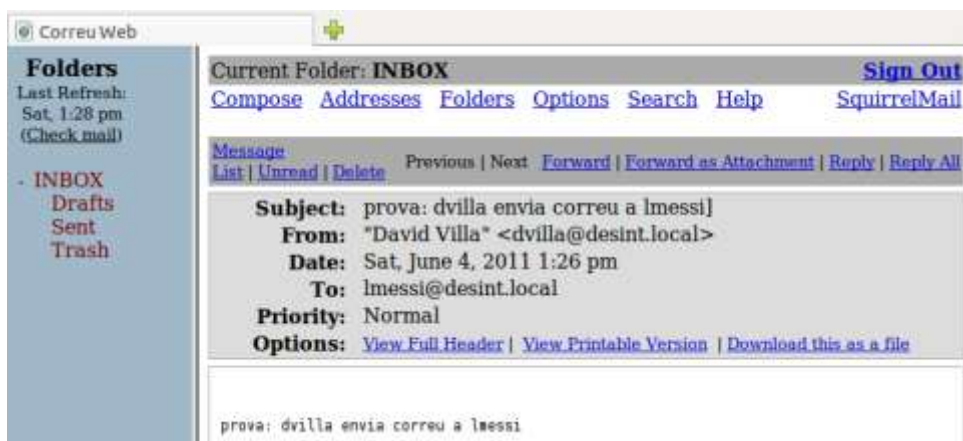 Correu Web
Folders
Last Refresh:
Sat, 1:28 pm
(Check mail)
- INBOX
Drafts
Sent
Trash
Current Folder: INBOX Sign Out
Compose Addresses Folders Options Search Help SquirrelMail
Message
List | Unread | Delete Previous | Next Forward | Forward as Attachment | Reply | Reply All
Subject: prova: dvilla envia correu a lmessi]
From: "David Villa" <dvilla@desint.local>
Date: Sat, June 4, 2011 1:26 pm
To: lmessi@desint.local
Priority: Normal
Options: View Full Header | View Printable Version | Download this as a file
prova: dvilla envia correu a lmessi